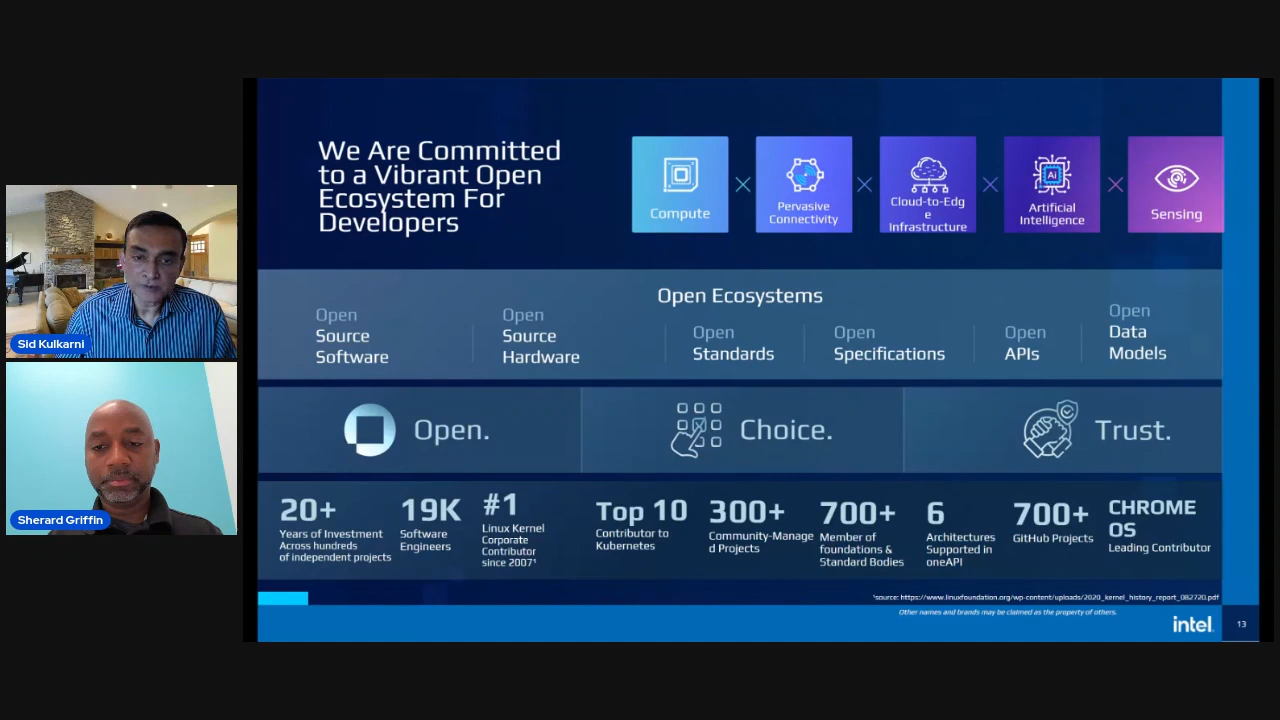 We Are Committed
to a Vibrant Open
Ecosystem For
Developers
Compute
Pervasive
Connectivity
Cloud-to-Edg
e
Infrastructure
Ai
Artificial
Intelligence
Sensing
Open Ecosystems
Open
Source
Software
Open
Source
Hardware
Open
Standards
Open
Specifications
Open
APIs
Open
Data
Models
Open.
Choice.
Trust.
20+
Years of Investment
Across hundreds
of independent projects
19K
Software
Engineers
#1
Linux Kernel
Corporate
Contributor
since 2007¹
Top 10
Contributor to
Kubernetes
300+
Community-Manage
d Projects
700+
Member of
foundations &
Standard Bodies
6
Architectures
Supported in
oneAPI
700+
GitHub Projects
CHROME
OS
Leading Contributor
¹source: https://www.linuxfoundation.org/wp-content/uploads/2020_kernel_history_report_082720.pdf
Other names and brands may be claimed as the property of others.
intel.
13
Sid Kulkarni
Sherard Griffin